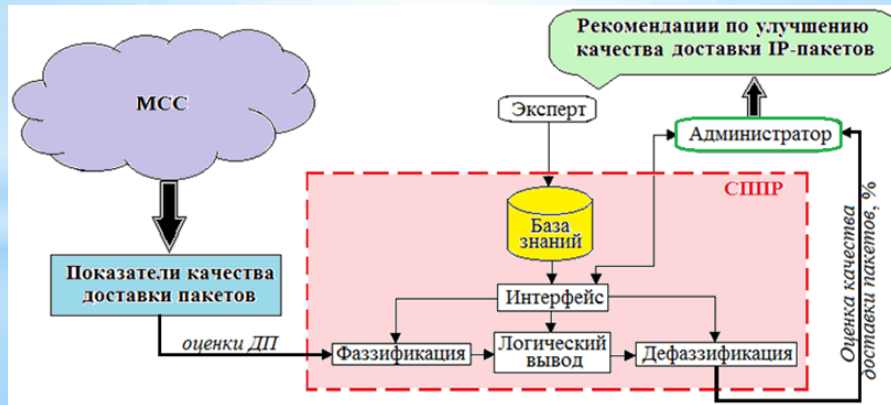 Рекомендации по улучшению
качества доставки IP-пакетов
МСС
Эксперт
Администратор
СППР
База
знаний
Показатели качества
доставки пакетов
Интерфейс
оценки ДП
Фаззификация
Логический
вывод
Дефаззификация
Оценка качества
доставки пакетов, %